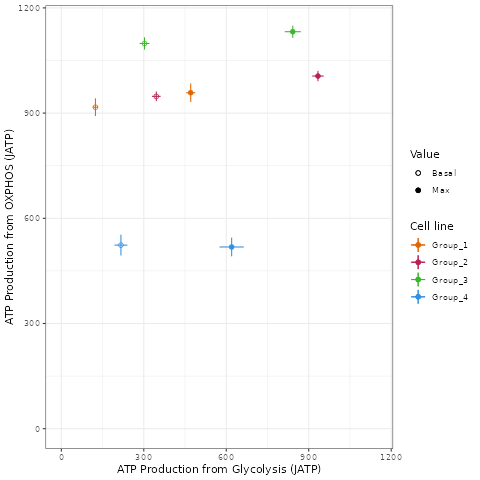 1200
900
600
300
0
0
300
600
900
1200
ATP Production from OXPHOS (JATP)
ATP Production from Glycolysis (JATP)
Value
Basal
Max
Cell line
Group_1
Group_2
Group_3
Group_4